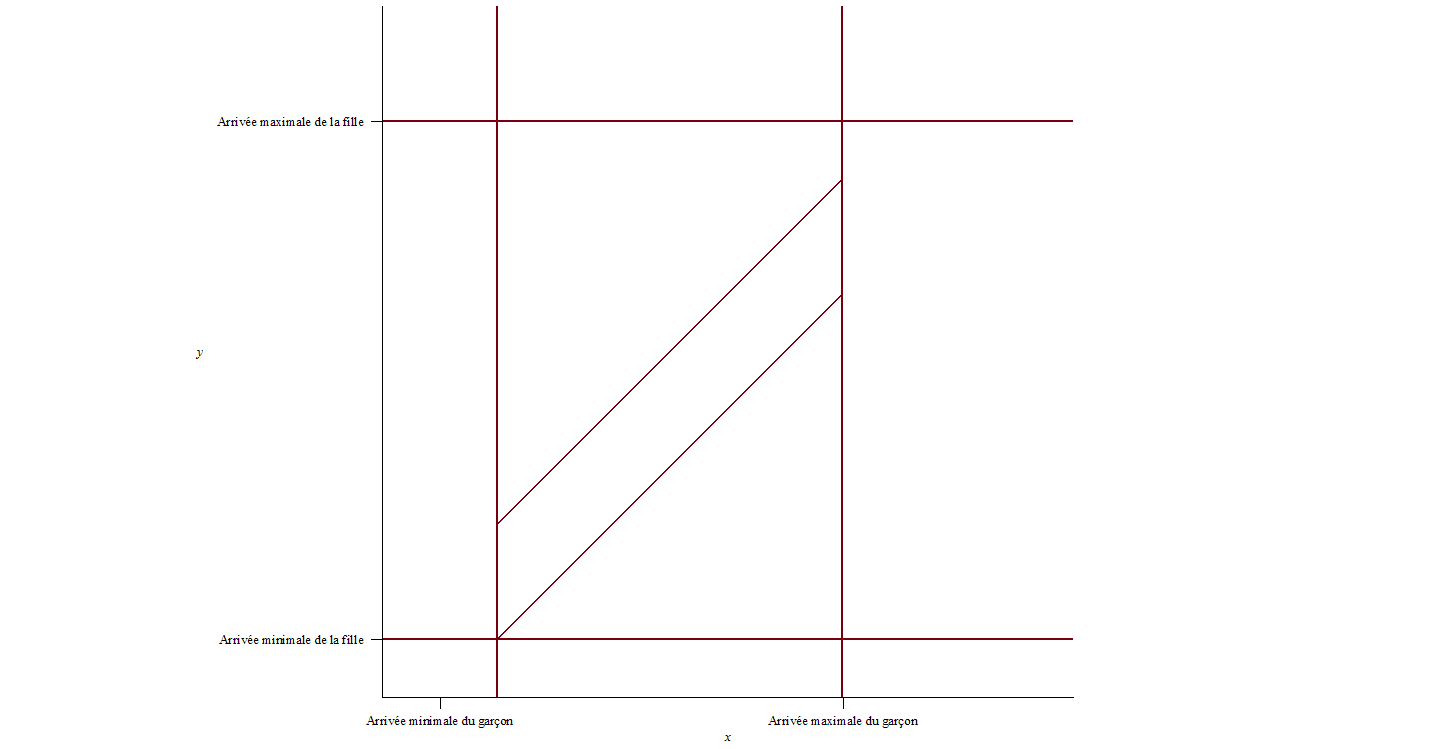 Arrivée maximale de la fille
y
Arrivée minimale de la fille
Arrivée minimale du garçon
Arrivée maximale du garçon
x